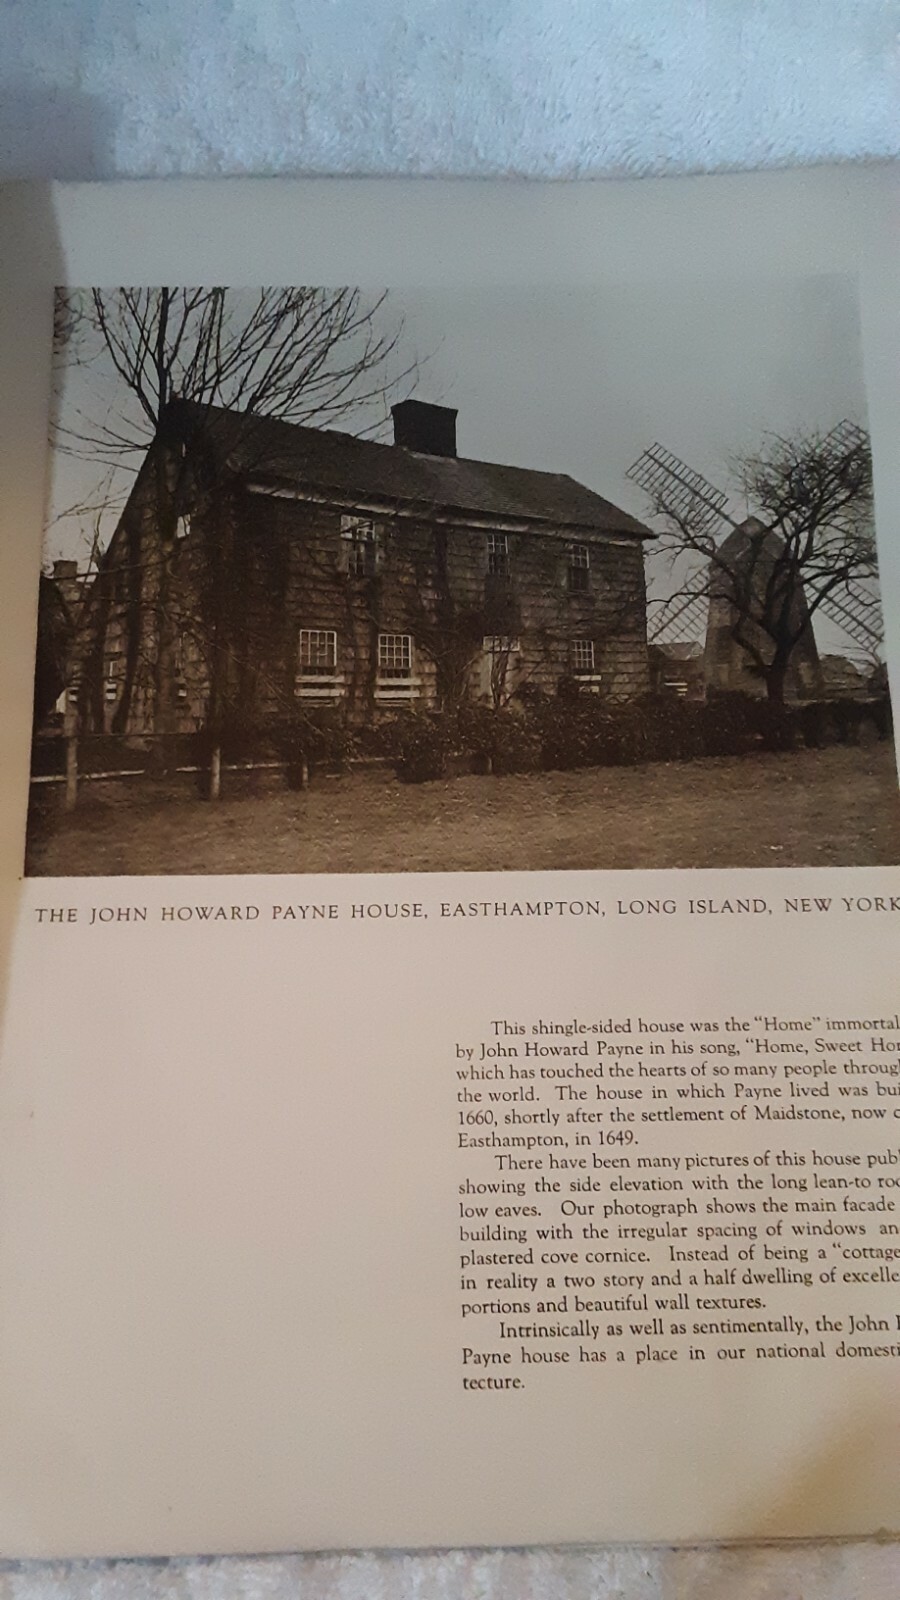 THE JOHN HOWARD PAYNE HOUSE, EASTHAMPTON, LONG ISLAND, NEW YORK
This shingle-sided house was the "Home" immortal
by John Howard Payne in his song, "Home, Sweet Ho
which has touched the hearts of so many people throug
the world. The house in which Payne lived was bui
1660, shortly after the settlement of Maidstone, now c
Easthampton, in 1649.
There have been many pictures of this house pub
showing the side elevation with the long lean-to ro
low eaves. Our photograph shows the main facade
building with the irregular spacing of windows an
plastered cove cornice. Instead of being a "cottage
in reality a two story and a half dwelling of excelle
portions and beautiful wall textures.
Intrinsically as well as sentimentally, the John
Payne house has a place in our national domesti
tecture.